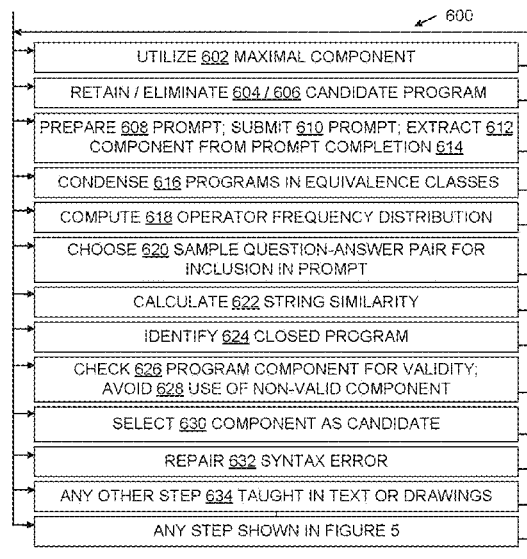 600
UTILIZE 602 MAXIMAL COMPONENT
RETAIN / ELIMINATE 604 / 606 CANDIDATE PROGRAM
PREPARE 608 PROMPT; SUBMIT 610 PROMPT; EXTRACT 612
COMPONENT FROM PROMPT COMPLETION 614
CONDENSE 616 PROGRAMS IN EQUIVALENCE CLASSES
COMPUTE 618 OPERATOR FREQUENCY DISTRIBUTION
CHOOSE 620 SAMPLE QUESTION-ANSWER PAIR FOR
INCLUSION IN PROMPT
CALCULATE 622 STRING SIMILARITY
IDENTIFY 624 CLOSED PROGRAM
CHECK 626 PROGRAM COMPONENT FOR VALIDITY;
AVOID 628 USE OF NON-VALID COMPONENT
SELECT 630 COMPONENT AS CANDIDATE
REPAIR 632 SYNTAX ERROR
ANY OTHER STEP 634 TAUGHT IN TEXT OR DRAWINGS
ANY STEP SHOWN IN FIGURE 5